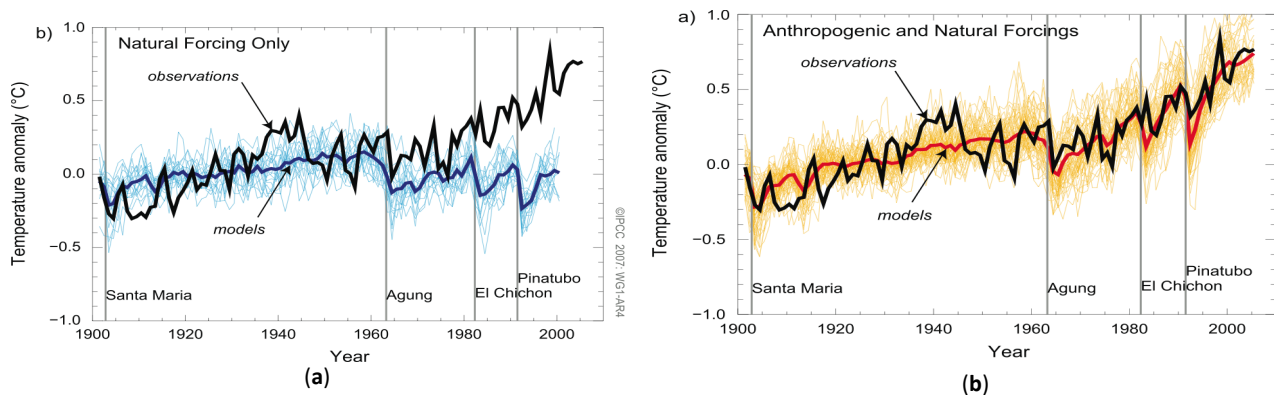 b)
Natural Forcing Only
observations
models
Temperature anomaly (°C)
1.0
0.5
0.0
−0.5
−1.0
Santa Maria
Agung
El Chichon
Pinatubo
1900
1920
1940
1960
1980
2000
Year
©IPCC 2007: WG1-AR4
(a)
a)
Anthropogenic and Natural Forcings
observations
models
Temperature anomaly (°C)
1.0
0.5
0.0
−0.5
−1.0
Santa Maria
Agung
El Chichon
Pinatubo
1900
1920
1940
1960
1980
2000
Year
(b)